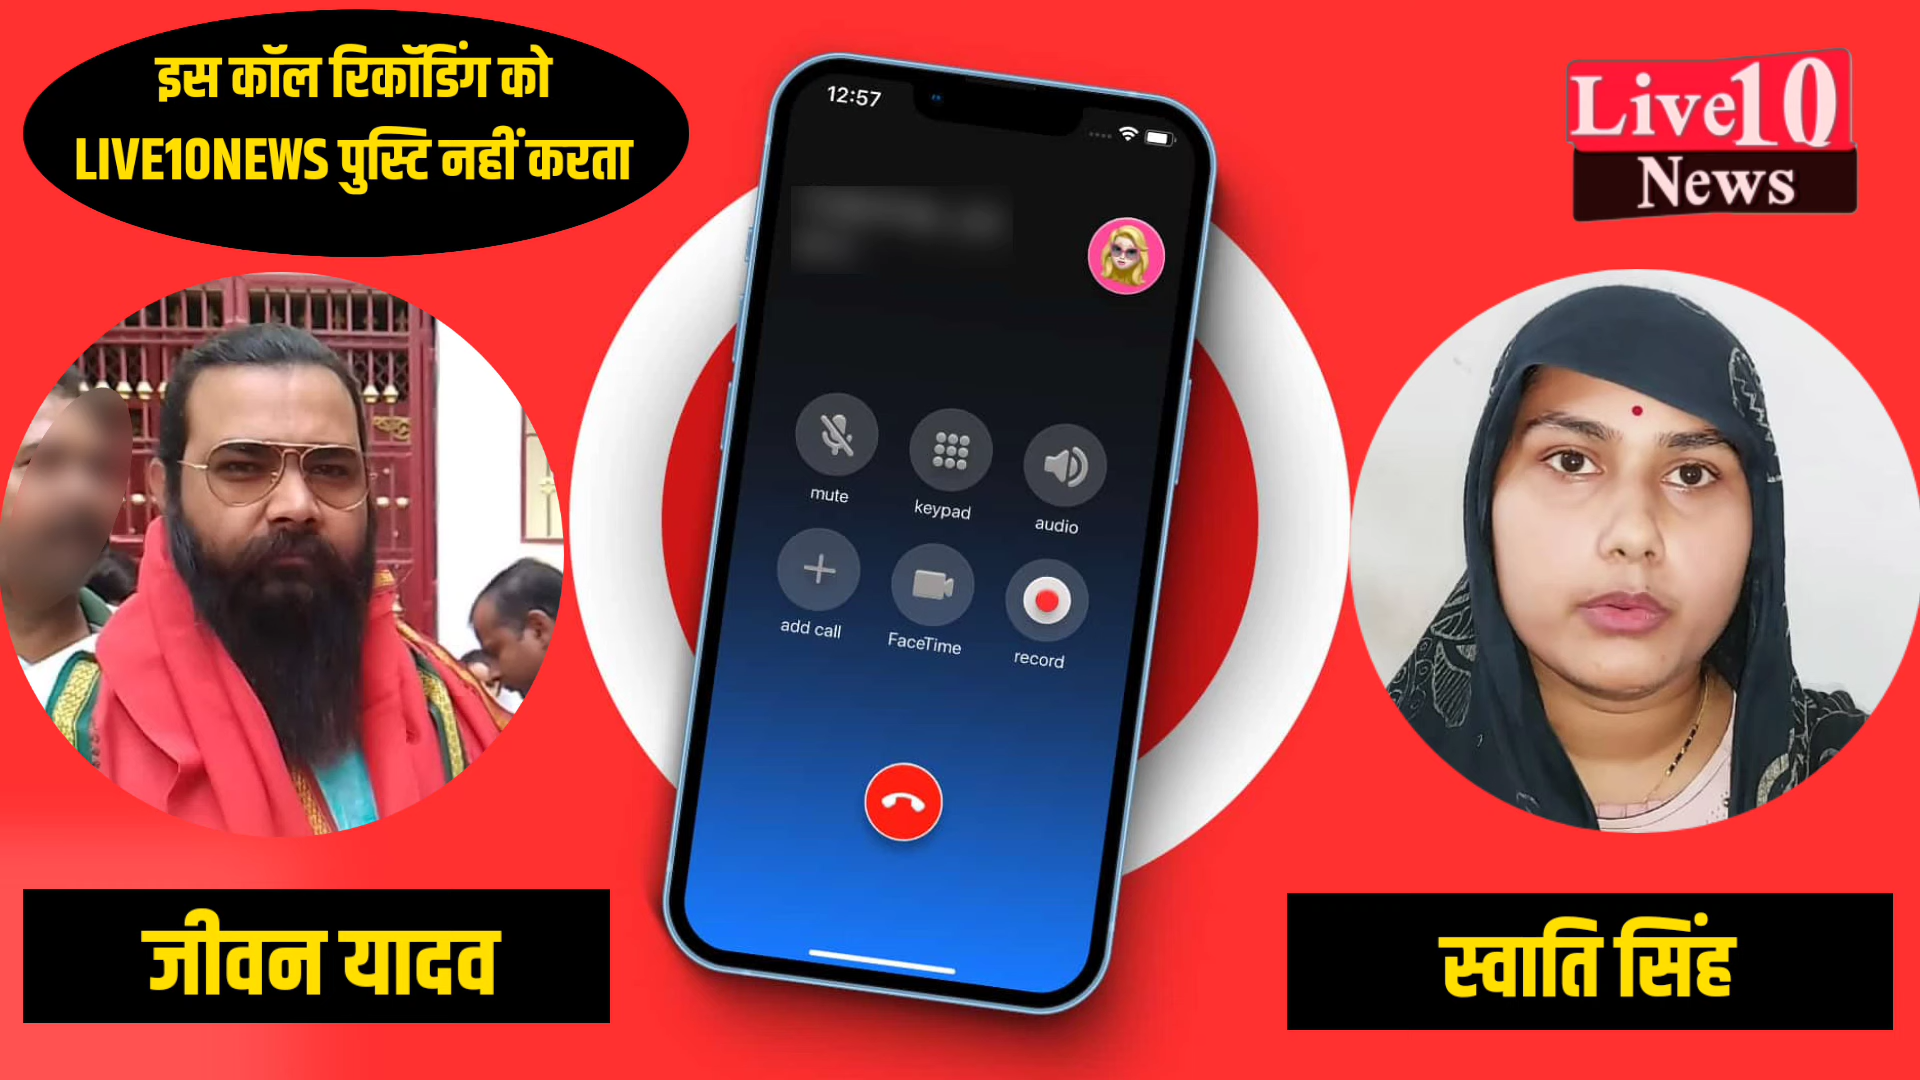 इस कॉल रिकॉर्डिंग को
LIVE10NEWS पुस्टि नहीं करता
Live10
News
12:57
mute
keypad
audio
add call
FaceTime
record
जीवन यादव
स्वाति सिंह